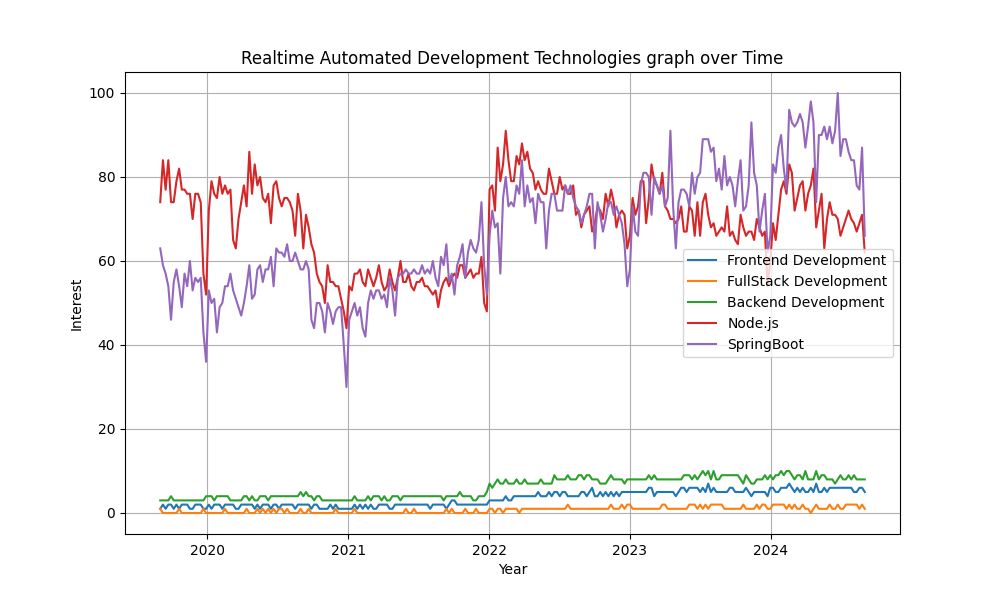 Realtime Automated Development Technologies graph over Time
100
80
60
40
20
0
Interest
Frontend Development
FullStack Development
Backend Development
Node.js
SpringBoot
2020
2021
2022
2023
2024
Year